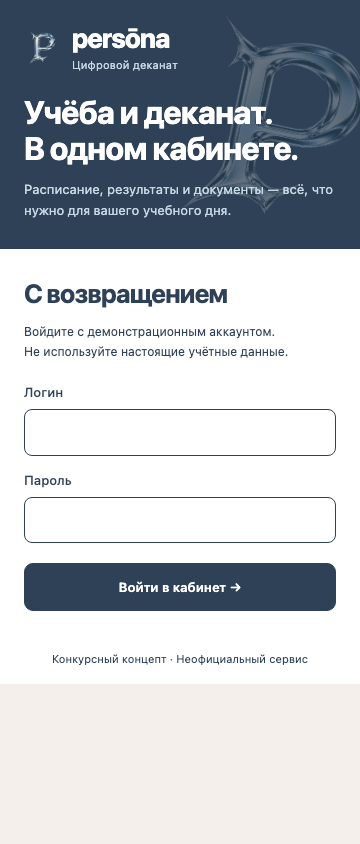 persōna
Цифровой деканат
Учёба и деканат.
В одном кабинете.
Расписание, результаты и документы — всё, что
нужно для вашего учебного дня.
С возвращением
Войдите с демонстрационным аккаунтом.
Не используйте настоящие учётные данные.
Логин
Пароль
Войти в кабинет →
Конкурсный концепт · Неофициальный сервис